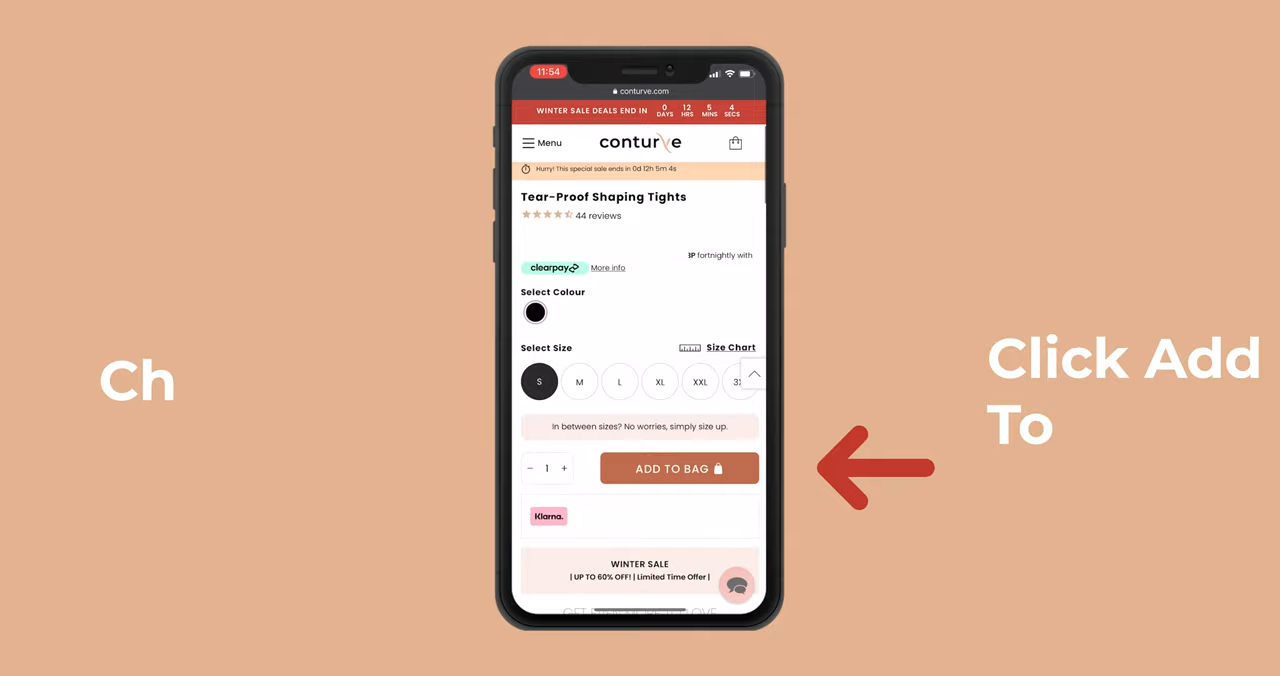 11:54
conturve.com
WINTER SALE DEALS END IN 0 DAYS 12 HRS 5 MINS 4 SECS
Menu
conturve
Hurry! This special sale ends in 0d 12h 5m 4s
Tear-Proof Shaping Tights
44 reviews
fortnightly with
clearpay More info
Select Colour
Select Size
Size Chart
S M L XL XXL
In between sizes? No worries, simply size up.
− 1 +
ADD TO BAG
Klarna.
WINTER SALE
| UP TO 60% OFF! | Limited Time Offer |
Ch
Click Add
To